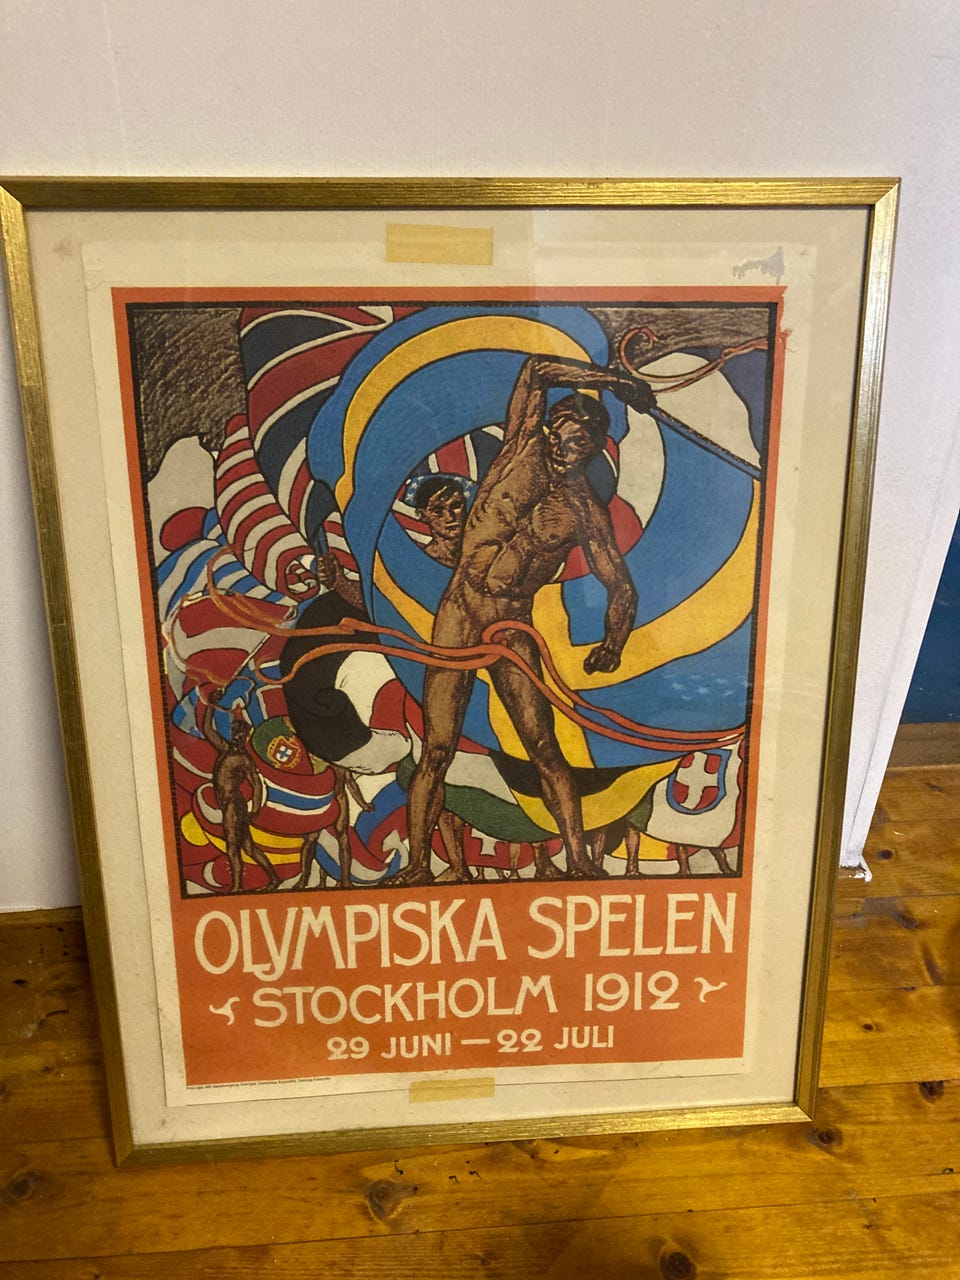 OLYMPISKA SPELEN
STOCKHOLM 1912
29 JUNI — 22 JULI